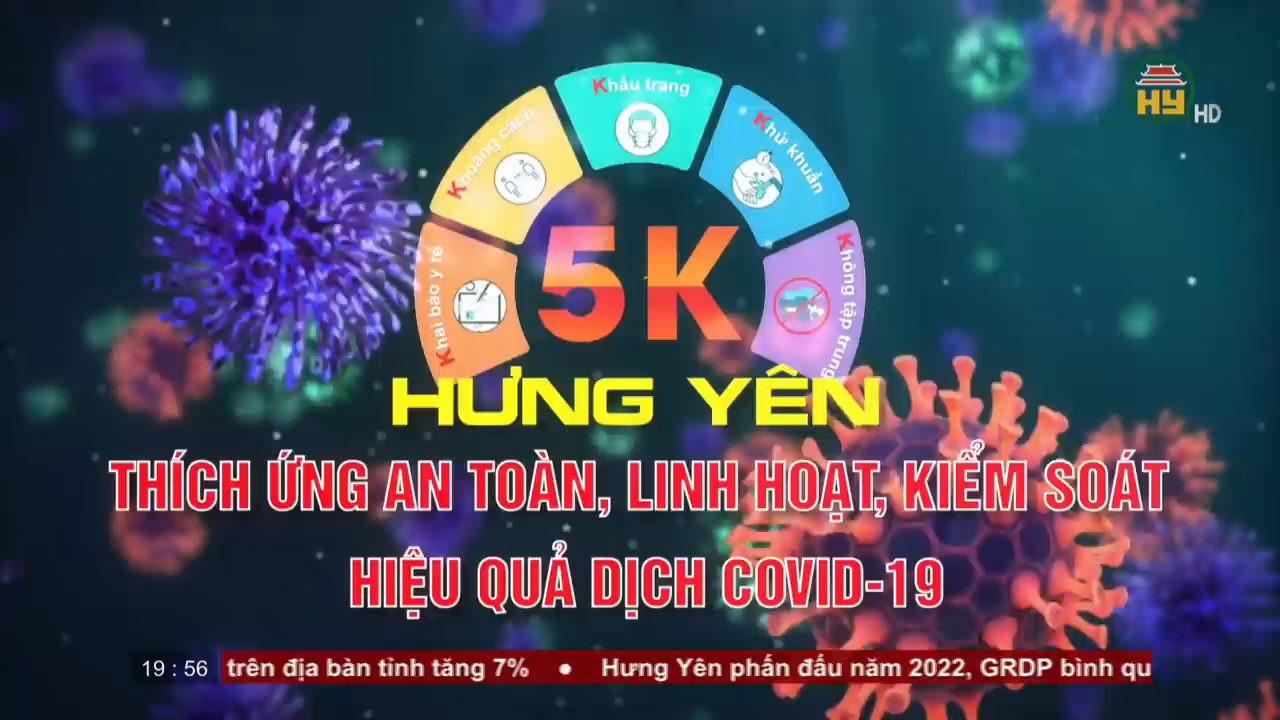 Khẩu trang
Khoảng cách
Khử khuẩn
Khai báo y tế
Không tập trung
5K
HY HD
HƯNG YÊN
THÍCH ỨNG AN TOÀN, LINH HOẠT, KIỂM SOÁT
HIỆU QUẢ DỊCH COVID-19
19 : 56 trên địa bàn tỉnh tăng 7% ● Hưng Yên phấn đấu năm 2022, GRDP bình qu